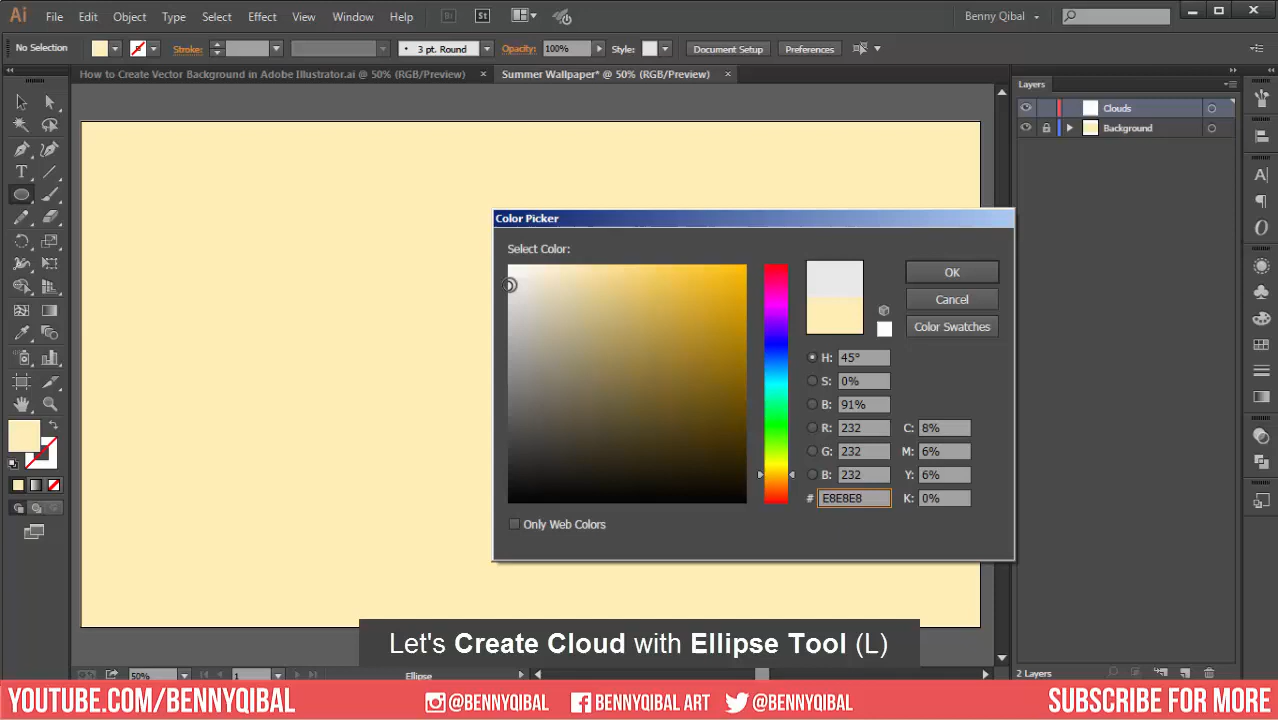 Ai File Edit Object Type Select Effect View Window Help Br St Benny Qibal
No Selection Stroke: 3 pt. Round Opacity: 100% Style: Document Setup Preferences
How to Create Vector Background in Adobe Illustrator.ai @ 50% (RGB/Preview) × Summer Wallpaper* @ 50% (RGB/Preview) ×
Layers
Clouds
Background
Color Picker
Select Color:
OK
Cancel
Color Swatches
H: 45°
S: 0%
B: 91%
R: 232 C: 8%
G: 232 M: 6%
B: 232 Y: 6%
# E8E8E8 K: 0%
Only Web Colors
Let's Create Cloud with Ellipse Tool (L)
50% 1 Ellipse 2 Layers
YOUTUBE.COM/BENNYQIBAL @BENNYQIBAL BENNYQIBAL ART @BENNYQIBAL SUBSCRIBE FOR MORE